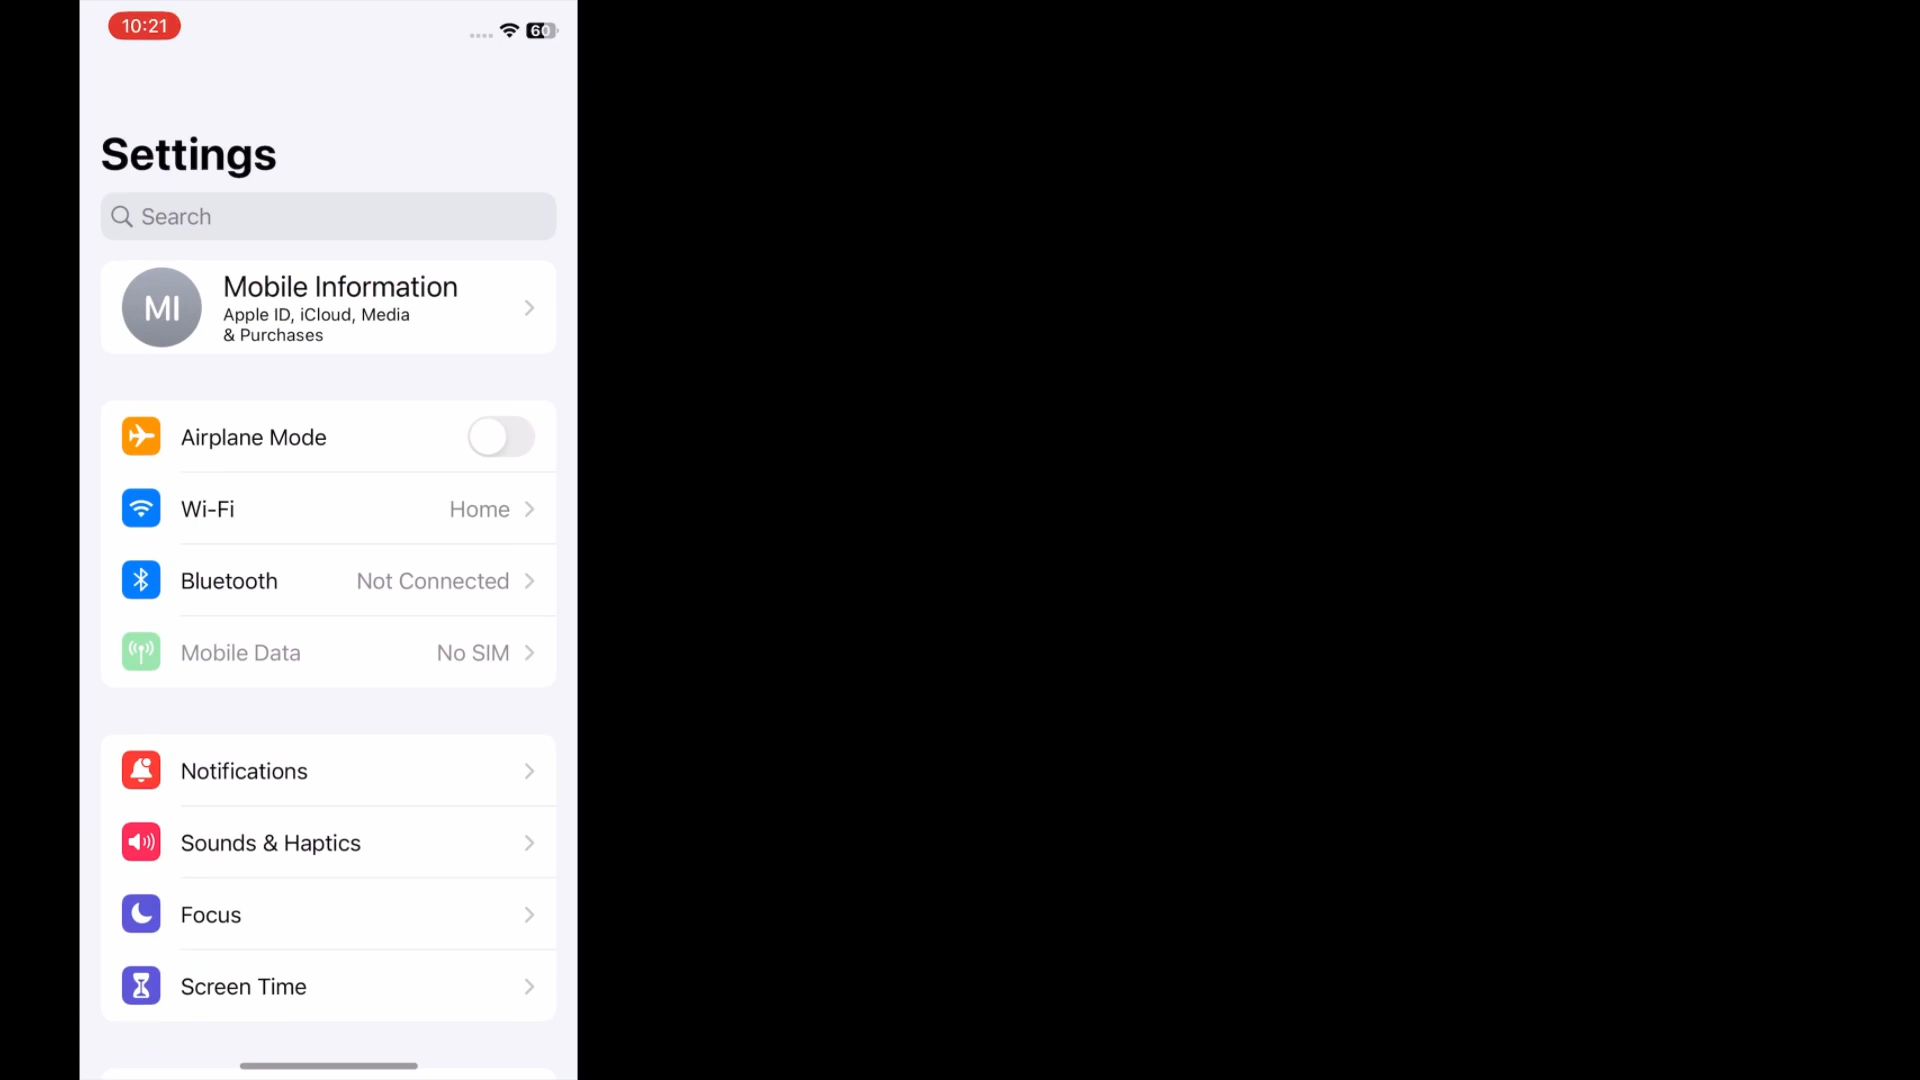 10:21
60
Settings
Search
MI
Mobile Information
Apple ID, iCloud, Media
& Purchases
Airplane Mode
Wi-Fi Home
Bluetooth Not Connected
Mobile Data No SIM
Notifications
Sounds & Haptics
Focus
Screen Time